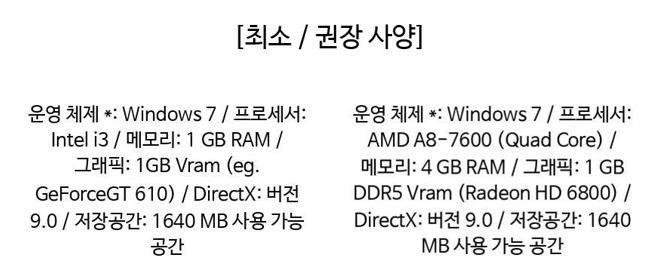 [최소 / 권장 사양]
운영 체제 *: Windows 7 / 프로세서:
Intel i3 / 메모리: 1 GB RAM /
그래픽: 1GB Vram (eg.
GeForceGT 610) / DirectX: 버전
9.0 / 저장공간: 1640 MB 사용 가능
공간
운영 체제 *: Windows 7 / 프로세서:
AMD A8-7600 (Quad Core) /
메모리: 4 GB RAM / 그래픽: 1 GB
DDR5 Vram (Radeon HD 6800) /
DirectX: 버전 9.0 / 저장공간: 1640
MB 사용 가능 공간